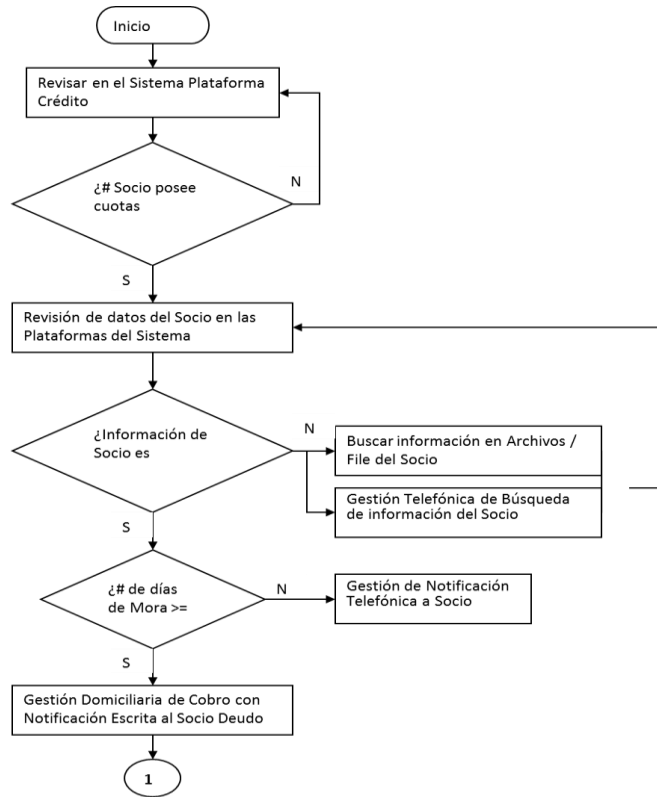 Inicio
Revisar en el Sistema Plataforma
Crédito
¿# Socio posee
cuotas
N
S
Revisión de datos del Socio en las
Plataformas del Sistema
¿Información de
Socio es
N
Buscar información en Archivos /
File del Socio
Gestión Telefónica de Búsqueda
de información del Socio
S
¿# de días
de Mora >=
N
Gestión de Notificación
Telefónica a Socio
S
Gestión Domiciliaria de Cobro con
Notificación Escrita al Socio Deudo
1